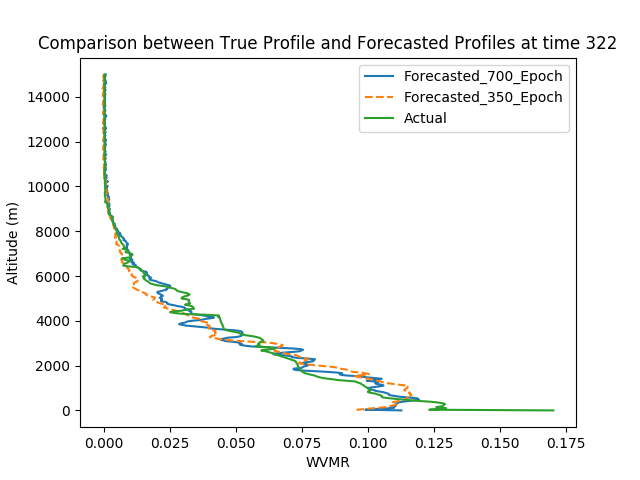 Comparison between True Profile and Forecasted Profiles at time 322
Forecasted_700_Epoch
Forecasted_350_Epoch
Actual
14000
12000
10000
8000
6000
4000
2000
0
Altitude (m)
0.000 0.025 0.050 0.075 0.100 0.125 0.150 0.175
WVMR